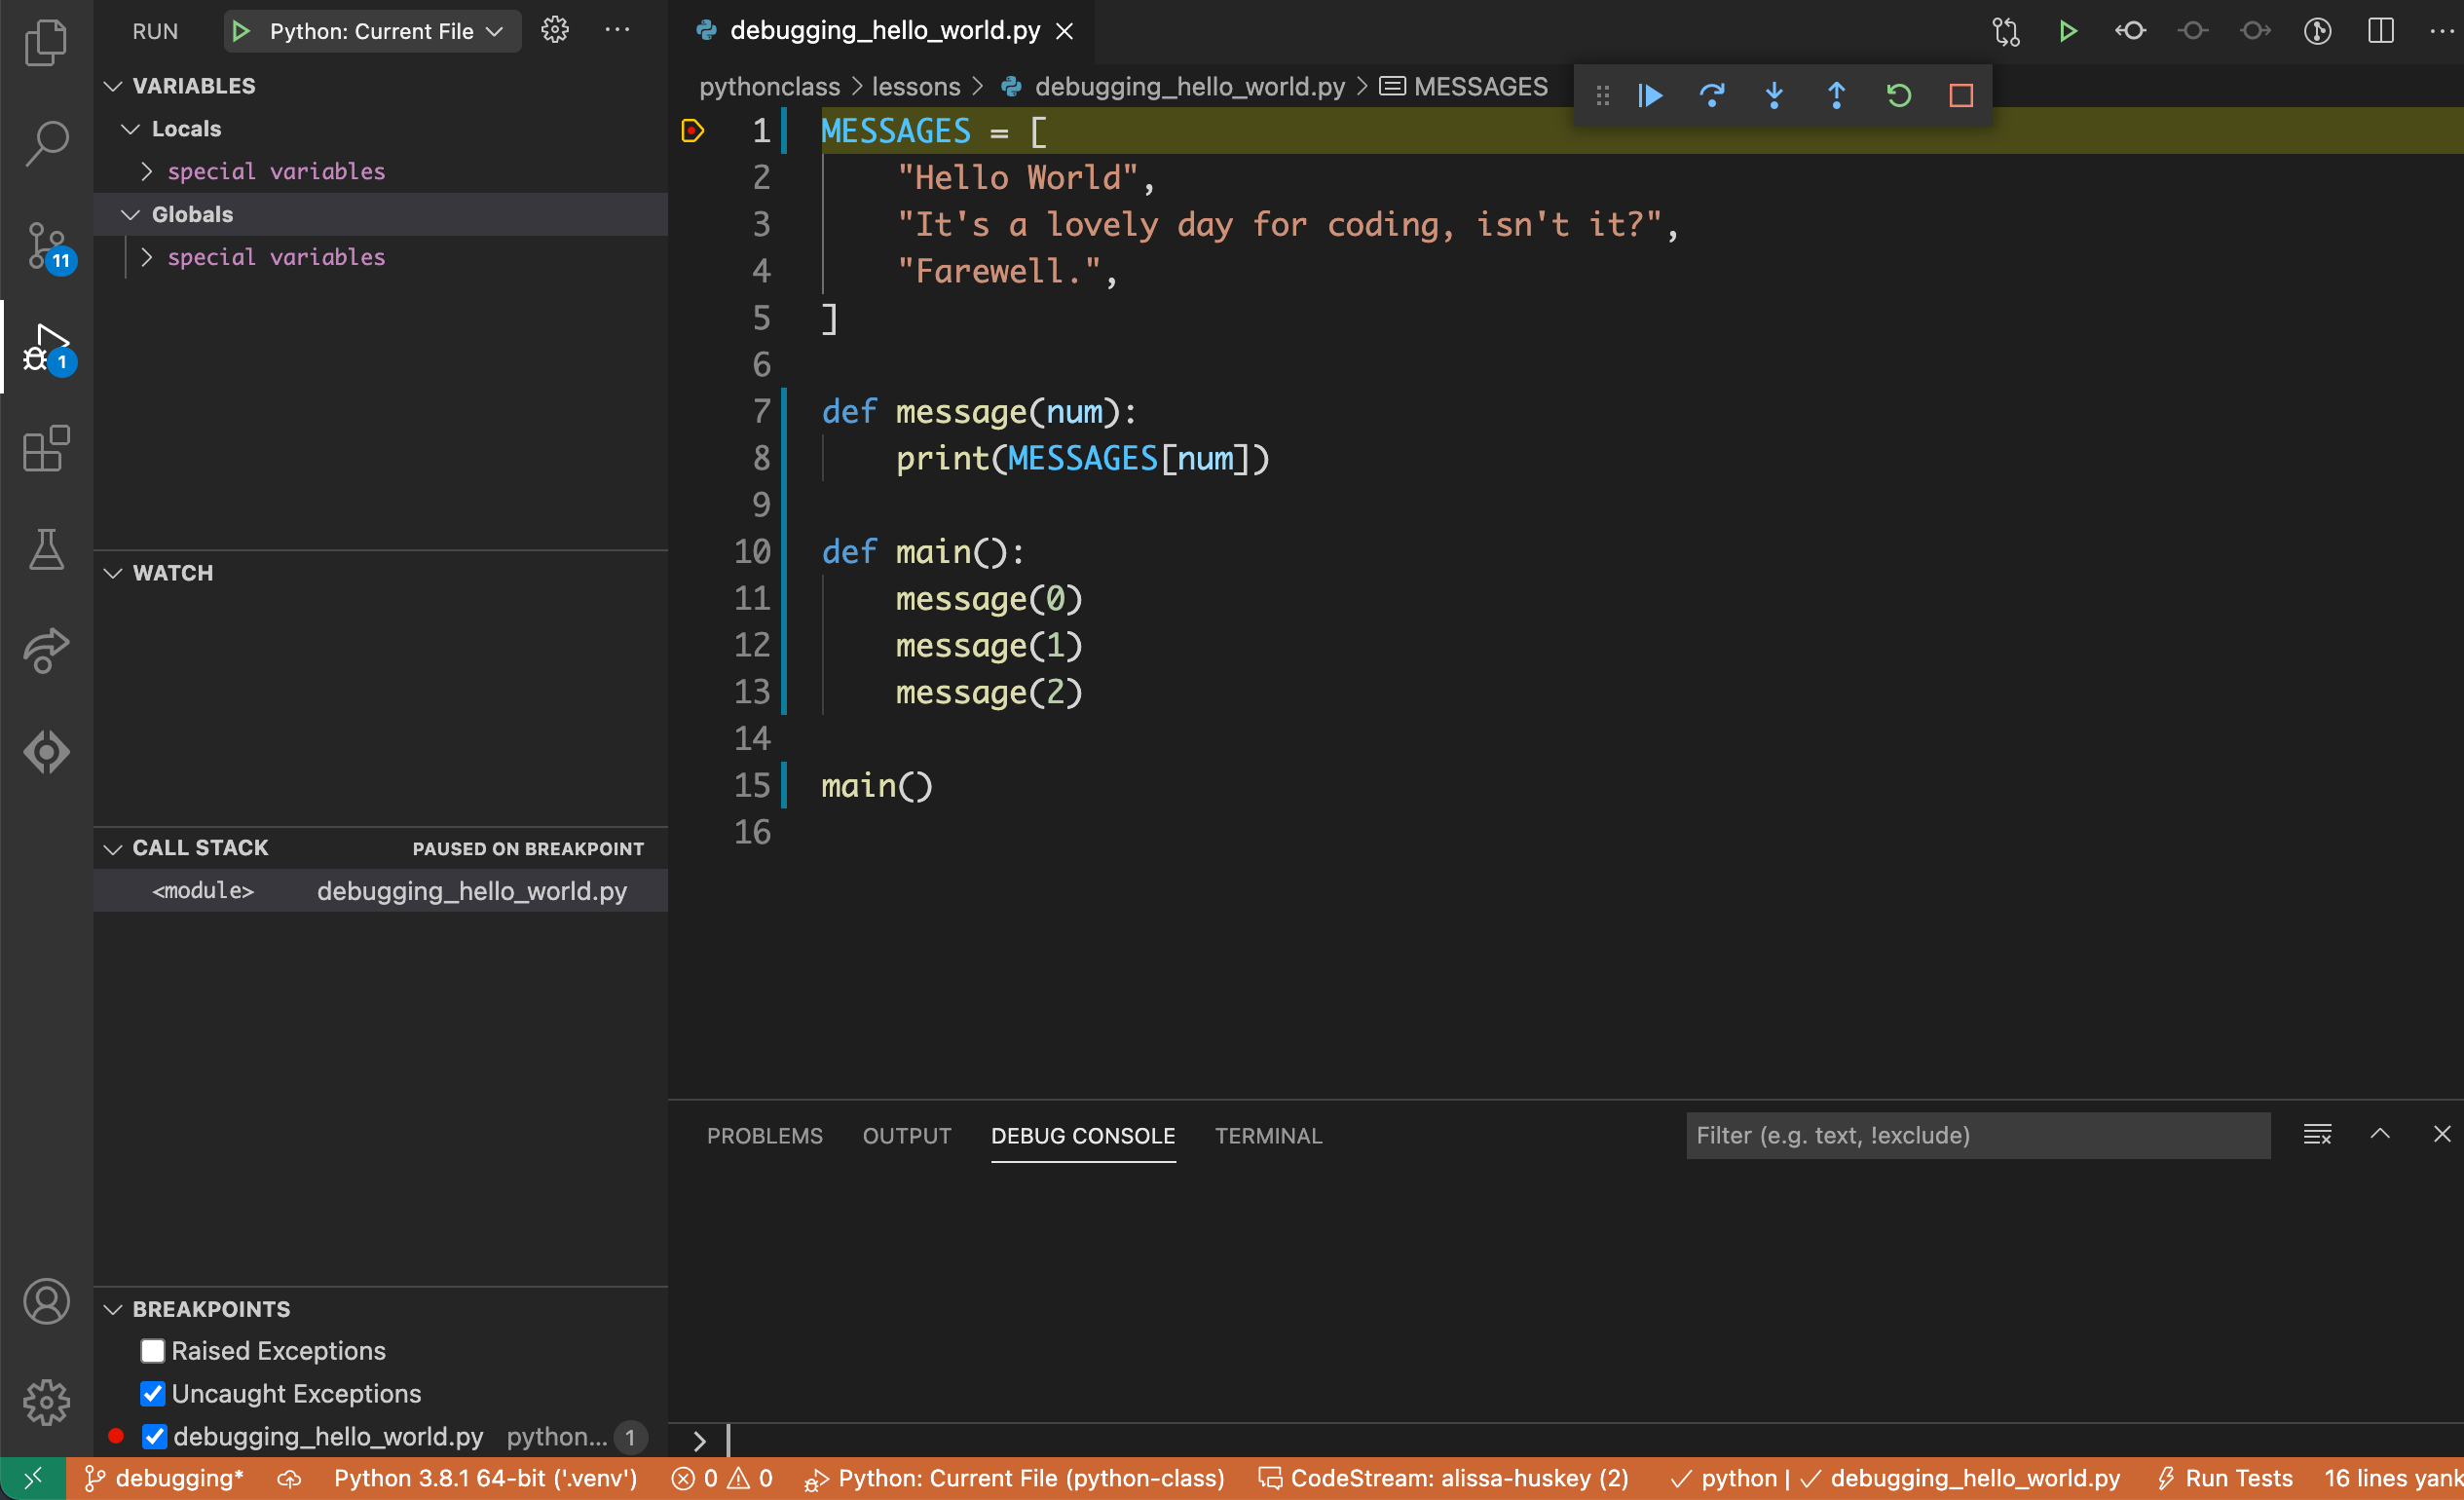 RUN Python: Current File
VARIABLES
Locals
special variables
Globals
special variables
11
1
WATCH
CALL STACK PAUSED ON BREAKPOINT
<module> debugging_hello_world.py
BREAKPOINTS
Raised Exceptions
Uncaught Exceptions
debugging_hello_world.py python... 1
debugging_hello_world.py
pythonclass > lessons > debugging_hello_world.py > MESSAGES
1 MESSAGES = [
2 "Hello World",
3 "It's a lovely day for coding, isn't it?",
4 "Farewell.",
5 ]
6
7 def message(num):
8 print(MESSAGES[num])
9
10 def main():
11 message(0)
12 message(1)
13 message(2)
14
15 main()
16
PROBLEMS OUTPUT DEBUG CONSOLE TERMINAL Filter (e.g. text, !exclude)
>
debugging* Python 3.8.1 64-bit ('.venv') 0 0 Python: Current File (python-class) CodeStream: alissa-huskey (2) python | debugging_hello_world.py Run Tests 16 lines yank